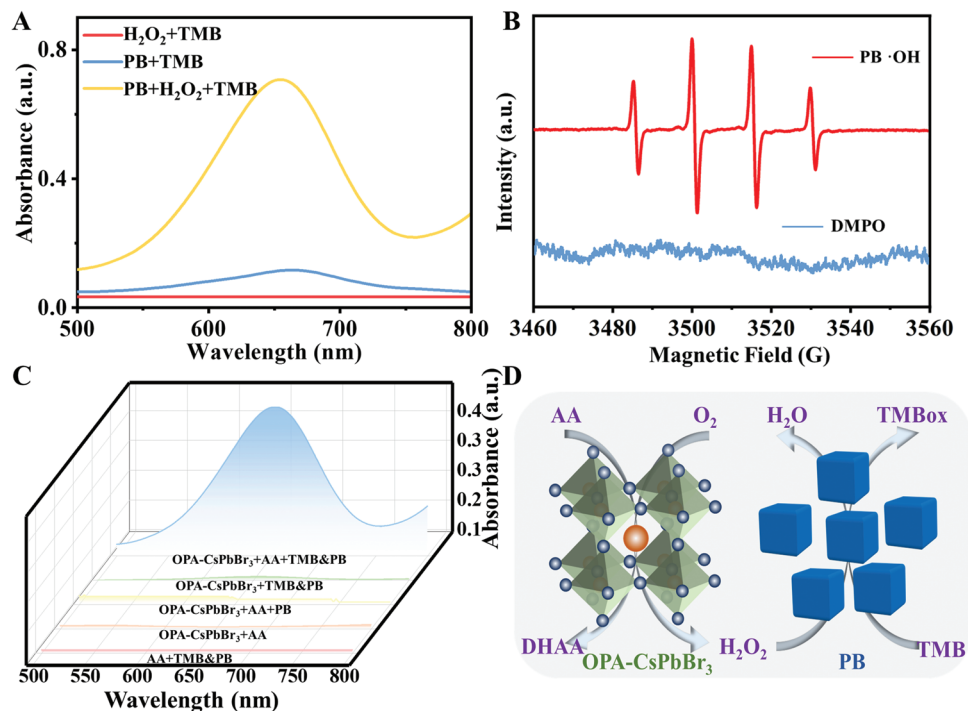 A
H₂O₂+TMB
PB+TMB
PB+H₂O₂+TMB
0.8
0.4
0.0
Absorbance (a.u.)
500 600 700 800
Wavelength (nm)
B
PB ·OH
DMPO
Intensity (a.u.)
3460 3480 3500 3520 3540 3560
Magnetic Field (G)
C
0.4
0.3
0.3
0.2
0.1
Absorbance (a.u.)
OPA-CsPbBr₃+AA+TMB&PB
OPA-CsPbBr₃+TMB&PB
OPA-CsPbBr₃+AA+PB
OPA-CsPbBr₃+AA
AA+TMB&PB
500 550 600 650 700 750 800
Wavelength (nm)
D
AA O₂ H₂O TMBox
DHAA H₂O₂ TMB
OPA-CsPbBr₃ PB